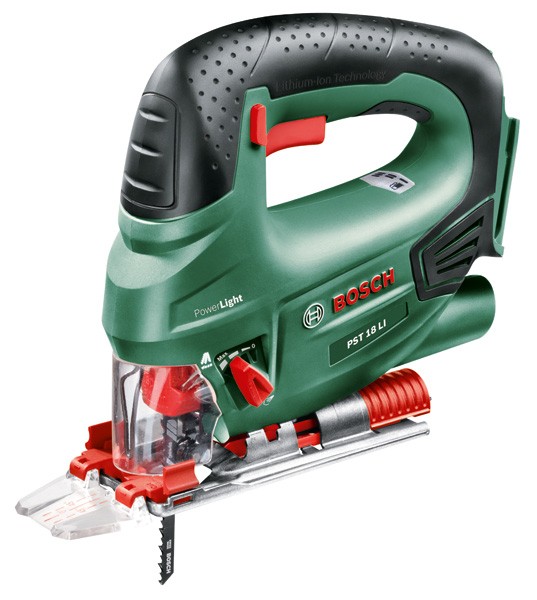 Lithium-Ion Technology
PowerLight
BOSCH
PST 18 LI
BOSCH